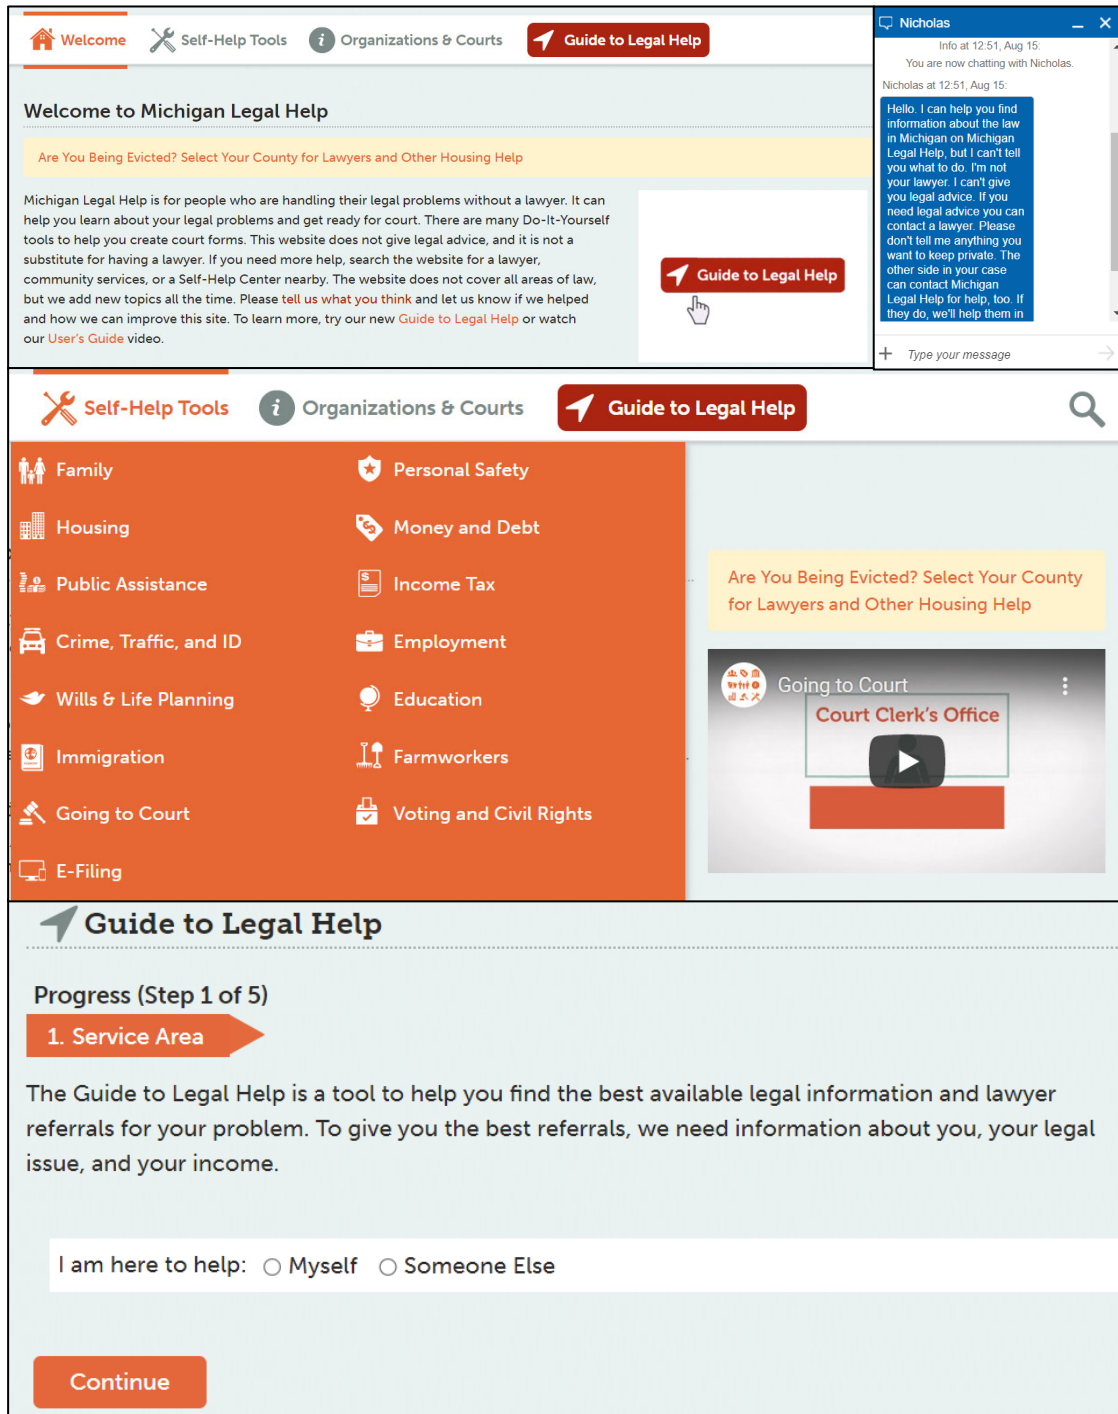 Welcome
Self-Help Tools
Organizations & Courts
Guide to Legal Help
Welcome to Michigan Legal Help
Are You Being Evicted? Select Your County for Lawyers and Other Housing Help
Michigan Legal Help is for people who are handling their legal problems without a lawyer. It can
help you learn about your legal problems and get ready for court. There are many Do-It-Yourself
tools to help you create court forms. This website does not give legal advice, and it is not a
substitute for having a lawyer. If you need more help, search the website for a lawyer,
community services, or a Self-Help Center nearby. The website does not cover all areas of law,
but we add new topics all the time. Please tell us what you think and let us know if we helped
and how we can improve this site. To learn more, try our new Guide to Legal Help or watch
our User's Guide video.
Guide to Legal Help
Nicholas
Info at 12:51, Aug 15:
You are now chatting with Nicholas.
Nicholas at 12:51, Aug 15:
Hello. I can help you find
information about the law
in Michigan on Michigan
Legal Help, but I can't tell
you what to do. I'm not
your lawyer. I can't give
you legal advice. If you
need legal advice you can
contact a lawyer. Please
don't tell me anything you
want to keep private. The
other side in your case
can contact Michigan
Legal Help for help, too. If
they do, we'll help them in
Type your message
Self-Help Tools
Organizations & Courts
Guide to Legal Help
Family
Personal Safety
Housing
Money and Debt
Public Assistance
Income Tax
Crime, Traffic, and ID
Employment
Wills & Life Planning
Education
Immigration
Farmworkers
Going to Court
Voting and Civil Rights
E-Filing
Are You Being Evicted? Select Your County
for Lawyers and Other Housing Help
Going to Court
Court Clerk's Office
Guide to Legal Help
Progress (Step 1 of 5)
1. Service Area
The Guide to Legal Help is a tool to help you find the best available legal information and lawyer
referrals for your problem. To give you the best referrals, we need information about you, your legal
issue, and your income.
I am here to help: Myself Someone Else
Continue